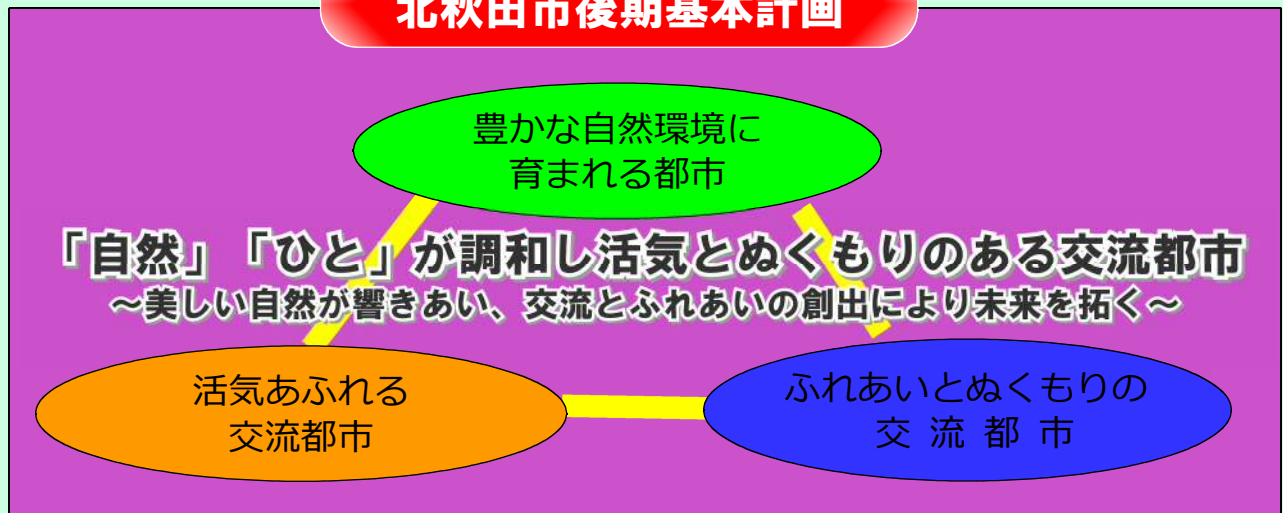 北秋田市後期基本計画
豊かな自然環境に
育まれる都市
「自然」「ひと」が調和し活気とぬくもりのある交流都市
~美しい自然が響きあい、交流とふれあいの創出により未来を拓く~
活気あふれる
交流都市
ふれあいとぬくもりの
交 流 都 市